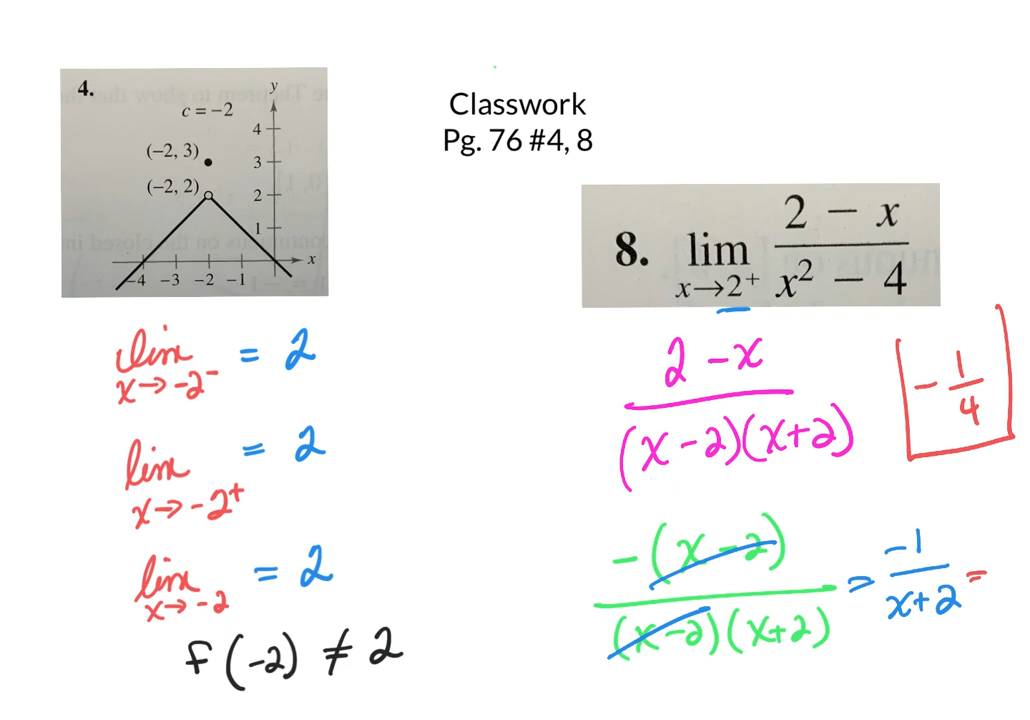 Classwork
Pg. 76 #4, 8
4.
y
c = −2
4
(−2, 3)
3
(−2, 2)
2
1
x
−4 −3 −2 −1
lim x→-2⁻ = 2
lim x→-2⁺ = 2
lim x→-2 = 2
f(-2) ≠ 2
8. lim x→2⁺ (2 − x)/(x² − 4)
2-x
(x-2)(x+2)
-1/4
-(x-2)
(x-2)(x+2)
= -1/(x+2) =